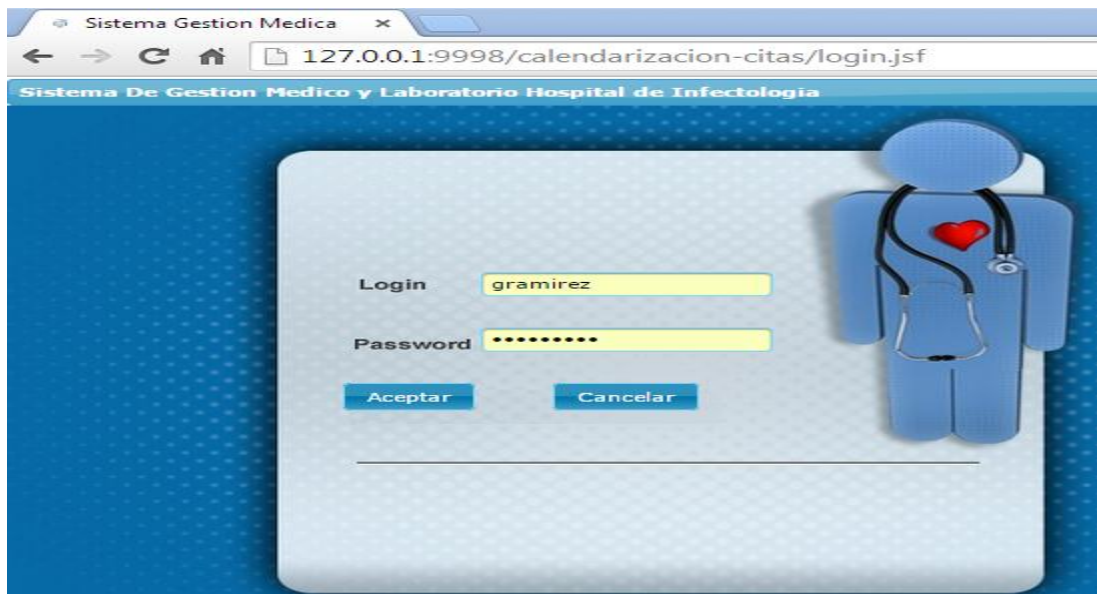 Sistema Gestion Medica
127.0.0.1:9998/calendarizacion-citas/login.jsf
Sistema De Gestion Medico y Laboratorio Hospital de Infectologia
Login gramirez
Password •••••••••
Aceptar Cancelar